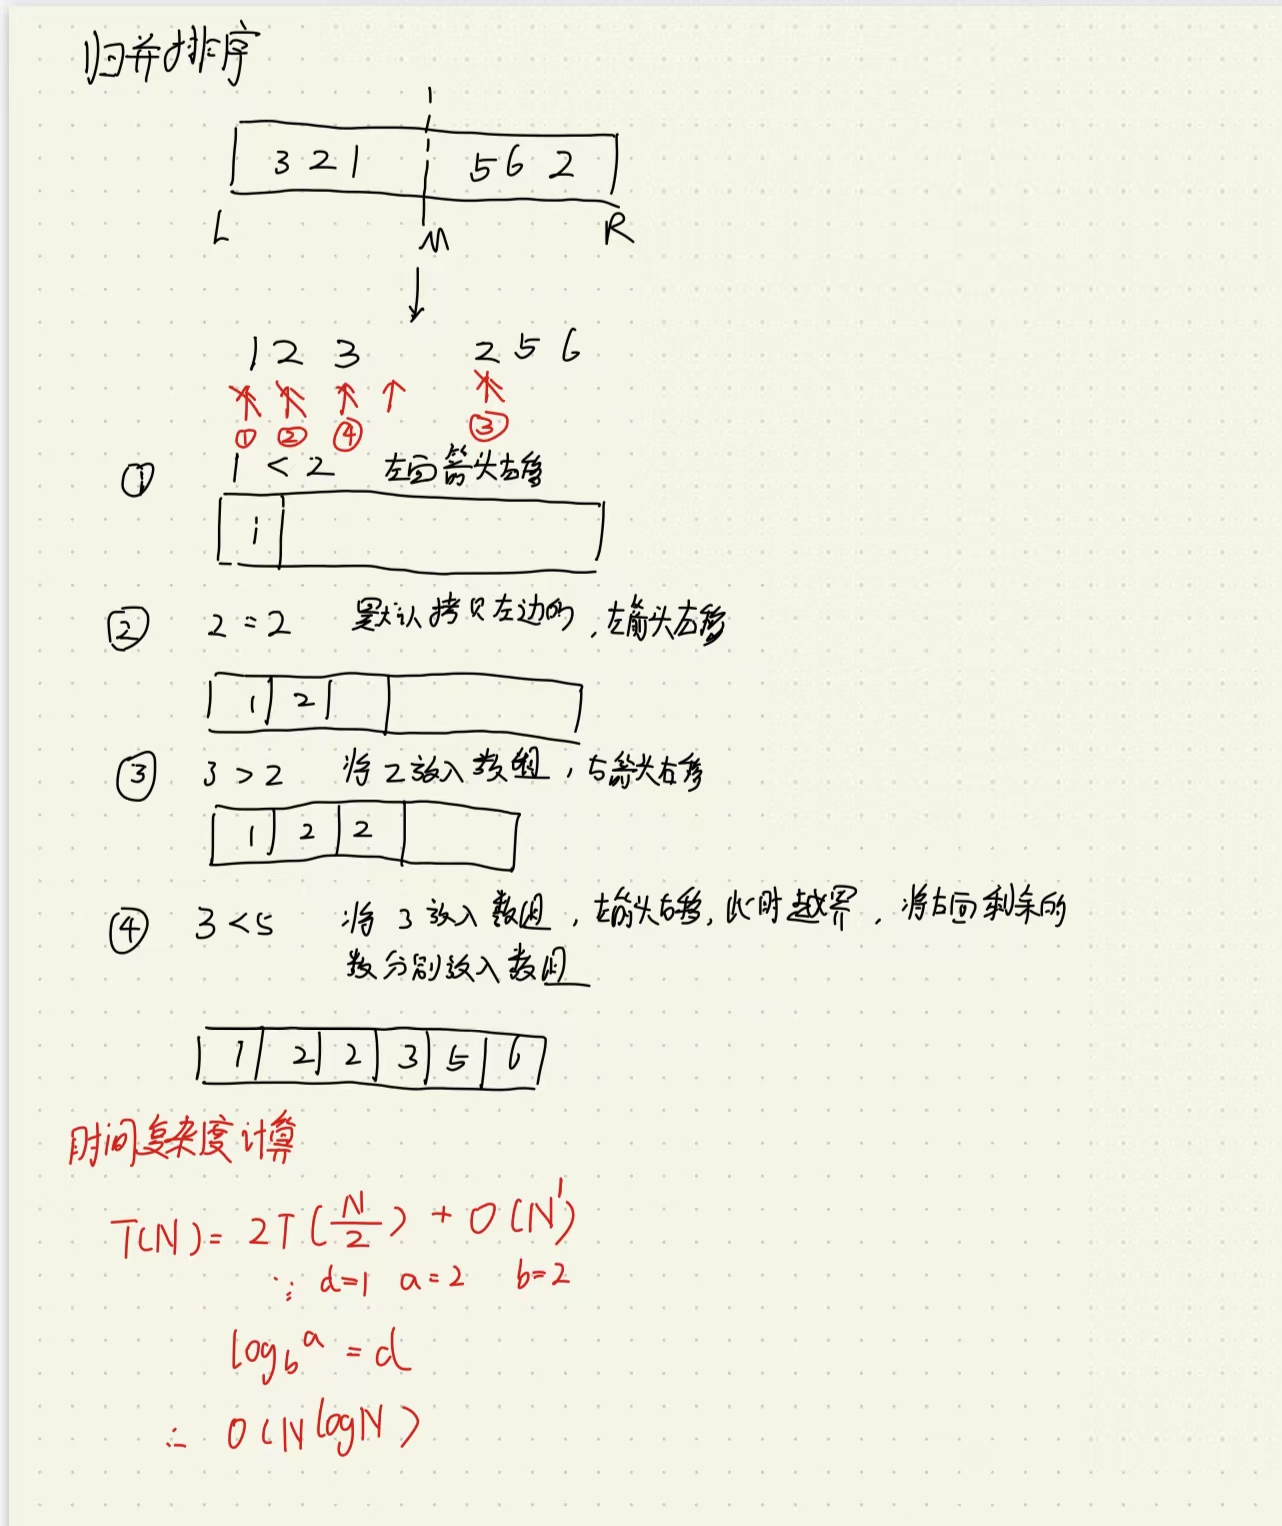 归并排序
3 2 1 5 6 2
L M R
1 2 3 2 5 6
① ② ④ ③
① 1 < 2 左面箭头右移
1
② 2 = 2 默认拷贝左边的，左箭头右移
1 2
③ 3 > 2 将2放入数组，右箭头右移
1 2 2
④ 3 < 5 将3放入数组，左箭头右移，此时越界，将右面剩余的
数分别放入数组
1 2 2 3 5 6
时间复杂度计算
T(N) = 2T(N/2) + O(N¹)
∵ d=1 a=2 b=2
log_b^a = d
∴ O(N log N)